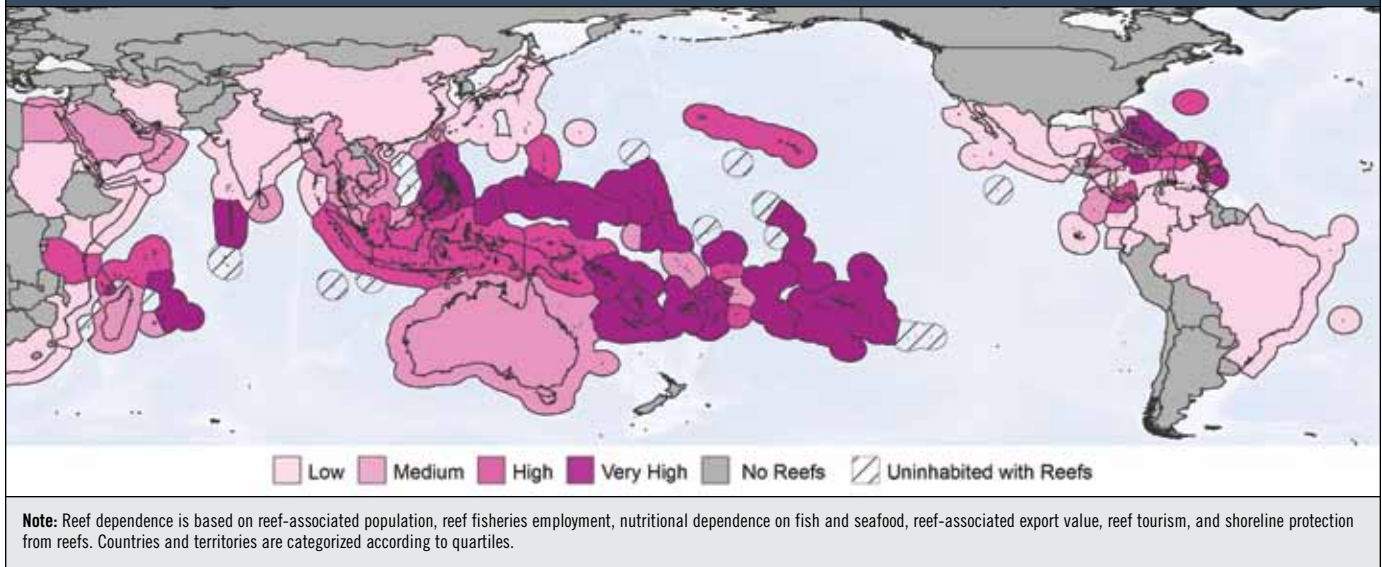 Low Medium High Very High No Reefs Uninhabited with Reefs
Note: Reef dependence is based on reef-associated population, reef fisheries employment, nutritional dependence on fish and seafood, reef-associated export value, reef tourism, and shoreline protection
from reefs. Countries and territories are categorized according to quartiles.